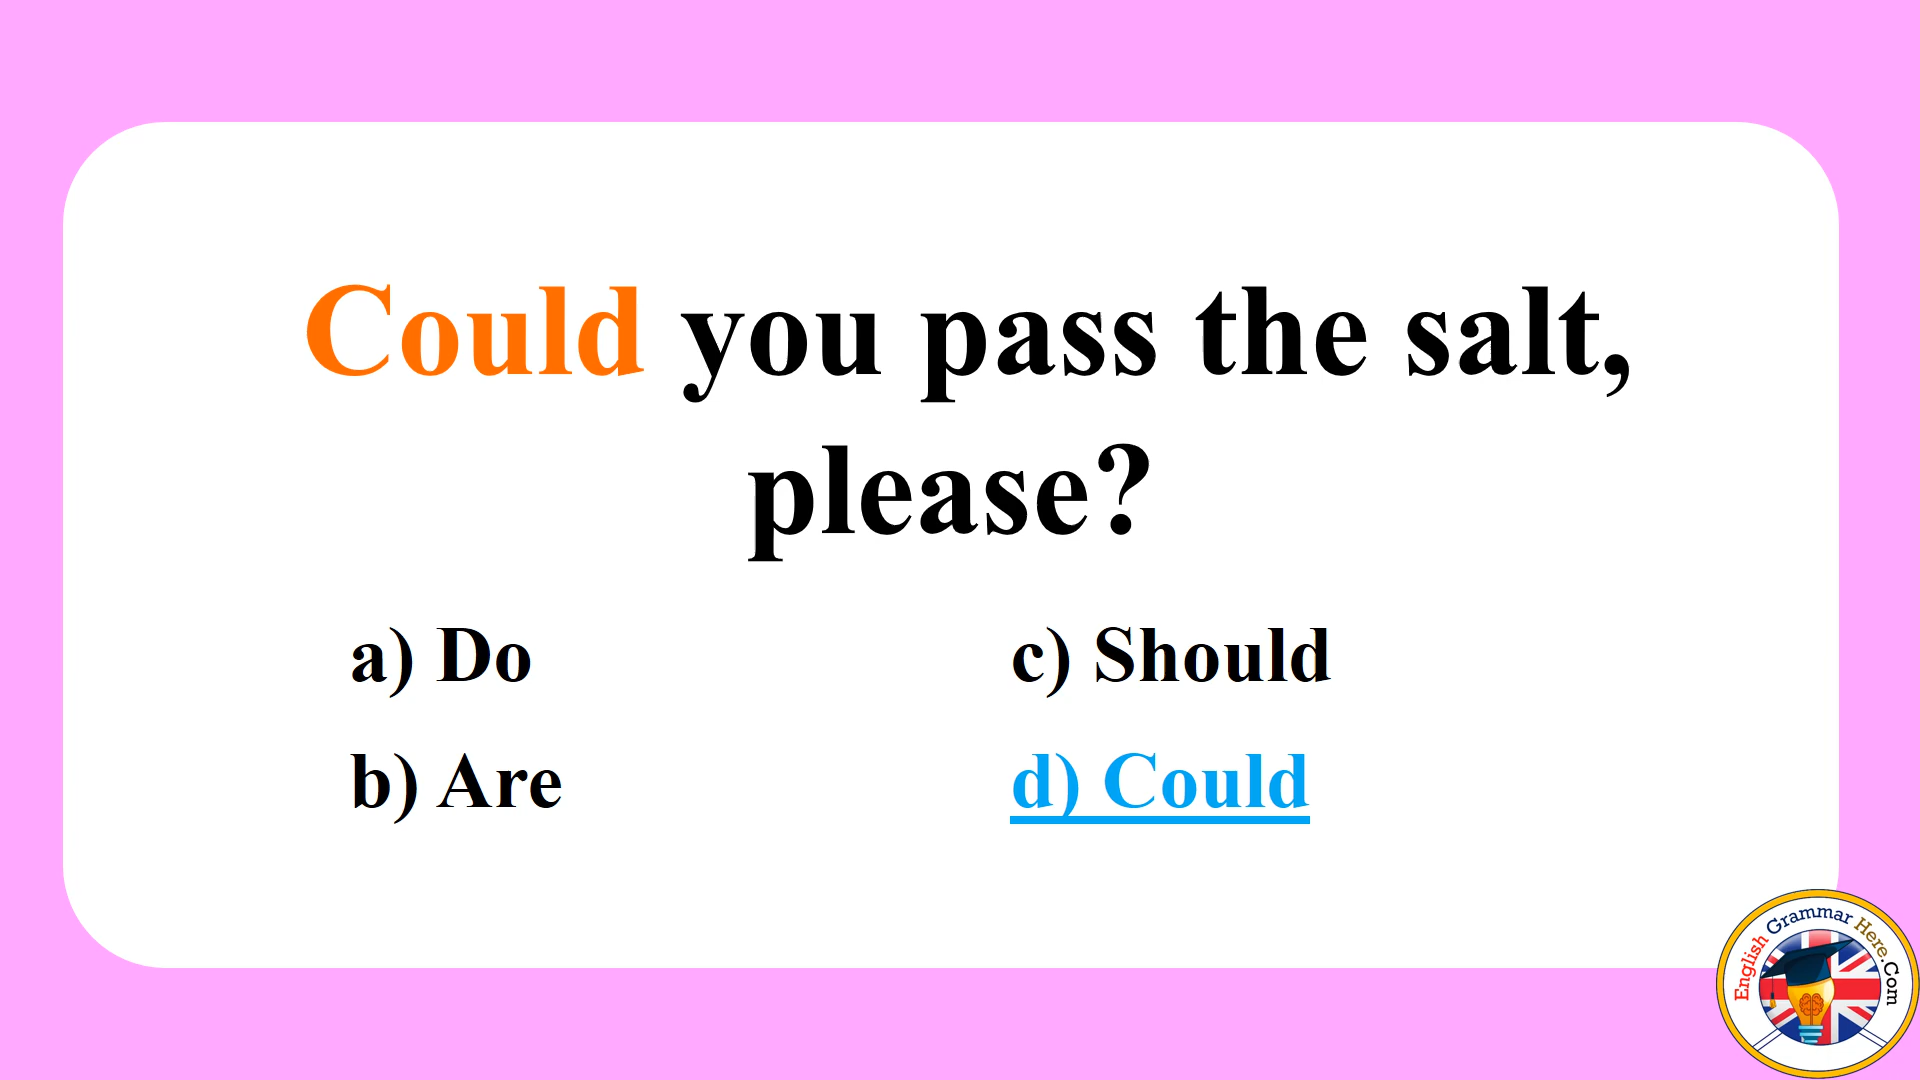 Could you pass the salt,
please?
a) Do
c) Should
b) Are
d) Could
English Grammar Here.Com